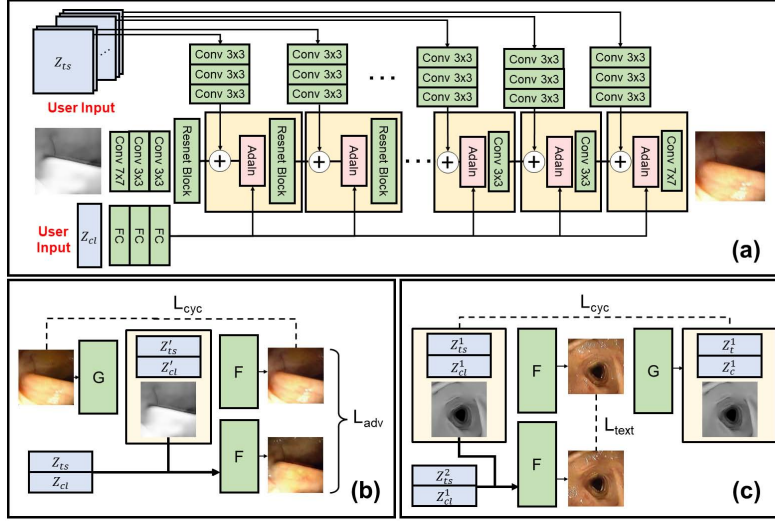 Z_ts
...
User Input
Conv 3x3
Conv 3x3
Conv 3x3
Conv 3x3
Conv 3x3
Conv 3x3
...
Conv 3x3
Conv 3x3
Conv 3x3
Conv 3x3
Conv 3x3
Conv 3x3
Conv 3x3
Conv 3x3
Conv 3x3
Conv 7x7
Conv 3x3
Conv 3x3
Resnet Block
+
AdaIn
Resnet Block
+
AdaIn
Resnet Block
...
+
AdaIn
Conv 3x3
+
AdaIn
Conv 3x3
+
AdaIn
Conv 7x7
User
Input
Z_cl
FC
FC
FC
(a)
L_cyc
G
Z'_ts
Z'_cl
F
L_adv
Z_ts
Z_cl
F
(b)
L_cyc
Z^1_ts
Z^1_cl
F
G
Z^1_t
Z^1_c
L_text
Z^2_ts
Z^1_cl
F
(c)